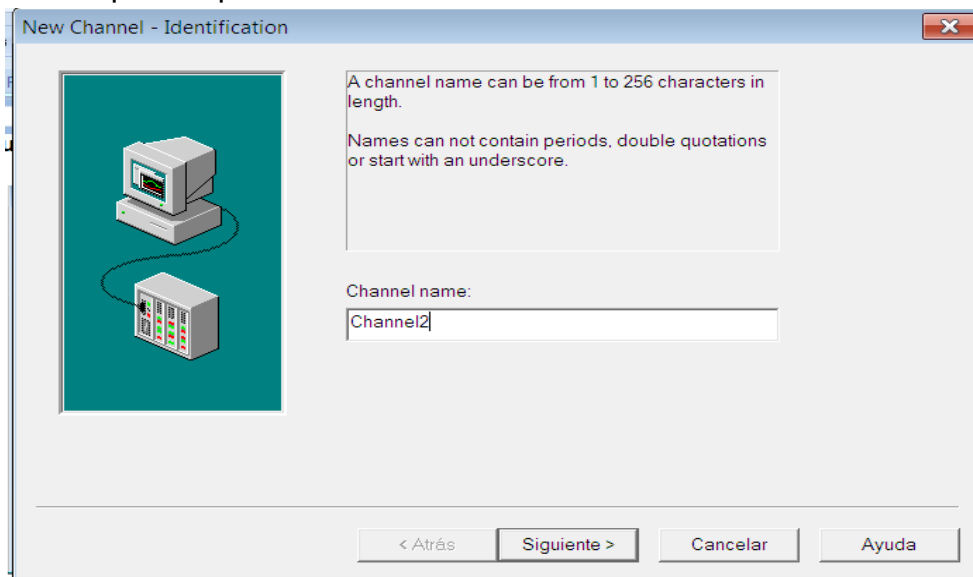 New Channel - Identification
A channel name can be from 1 to 256 characters in
length.
Names can not contain periods, double quotations
or start with an underscore.
Channel name:
Channel2
< Atrás Siguiente > Cancelar Ayuda